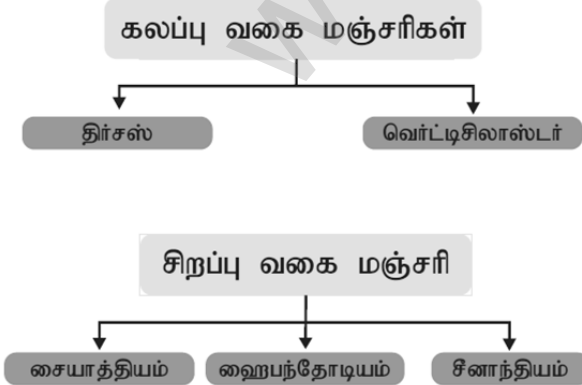 கலப்பு வகை மஞ்சரிகள்
திர்சஸ் வெர்ட்டிசிலாஸ்டர்
சிறப்பு வகை மஞ்சரி
சையாத்தியம் ஹைபந்தோடியம் சீனாந்தியம்